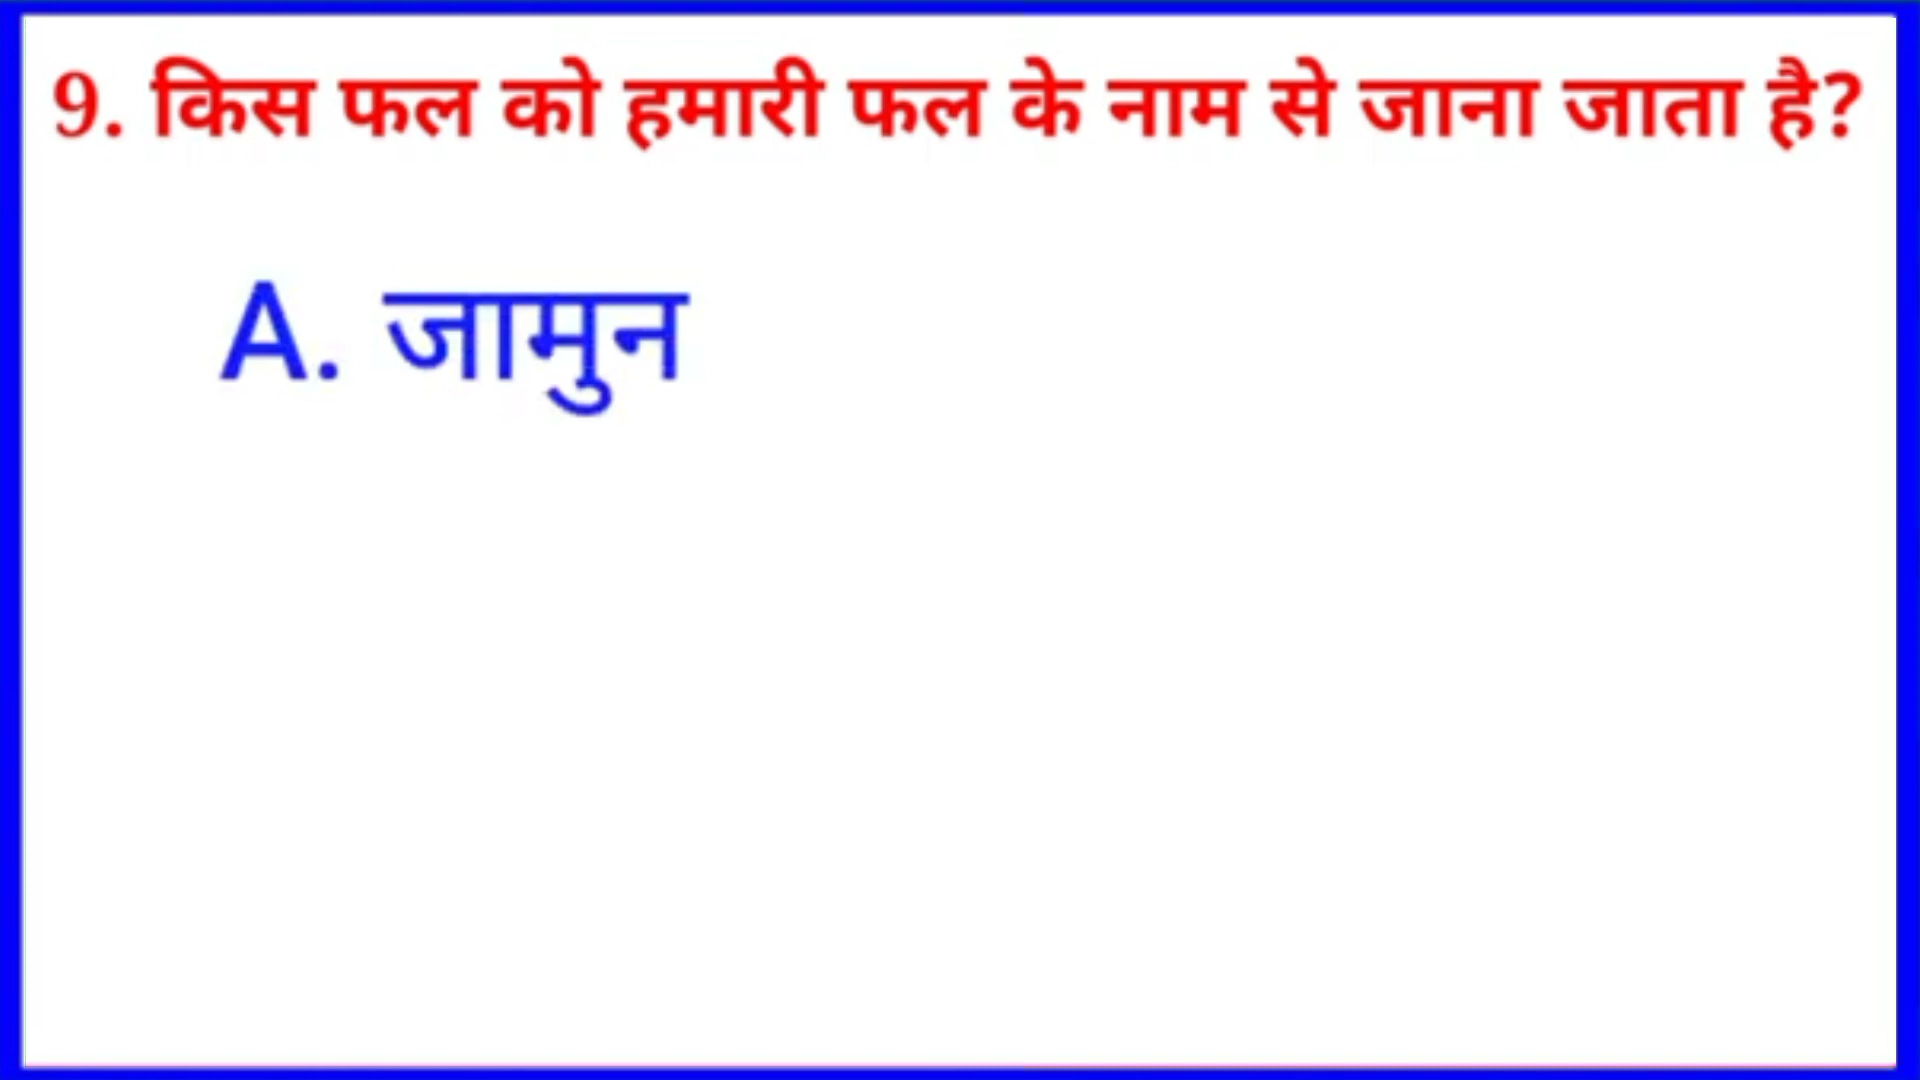 9. किस फल को हमारी फल के नाम से जाना जाता है?
A. जामुन